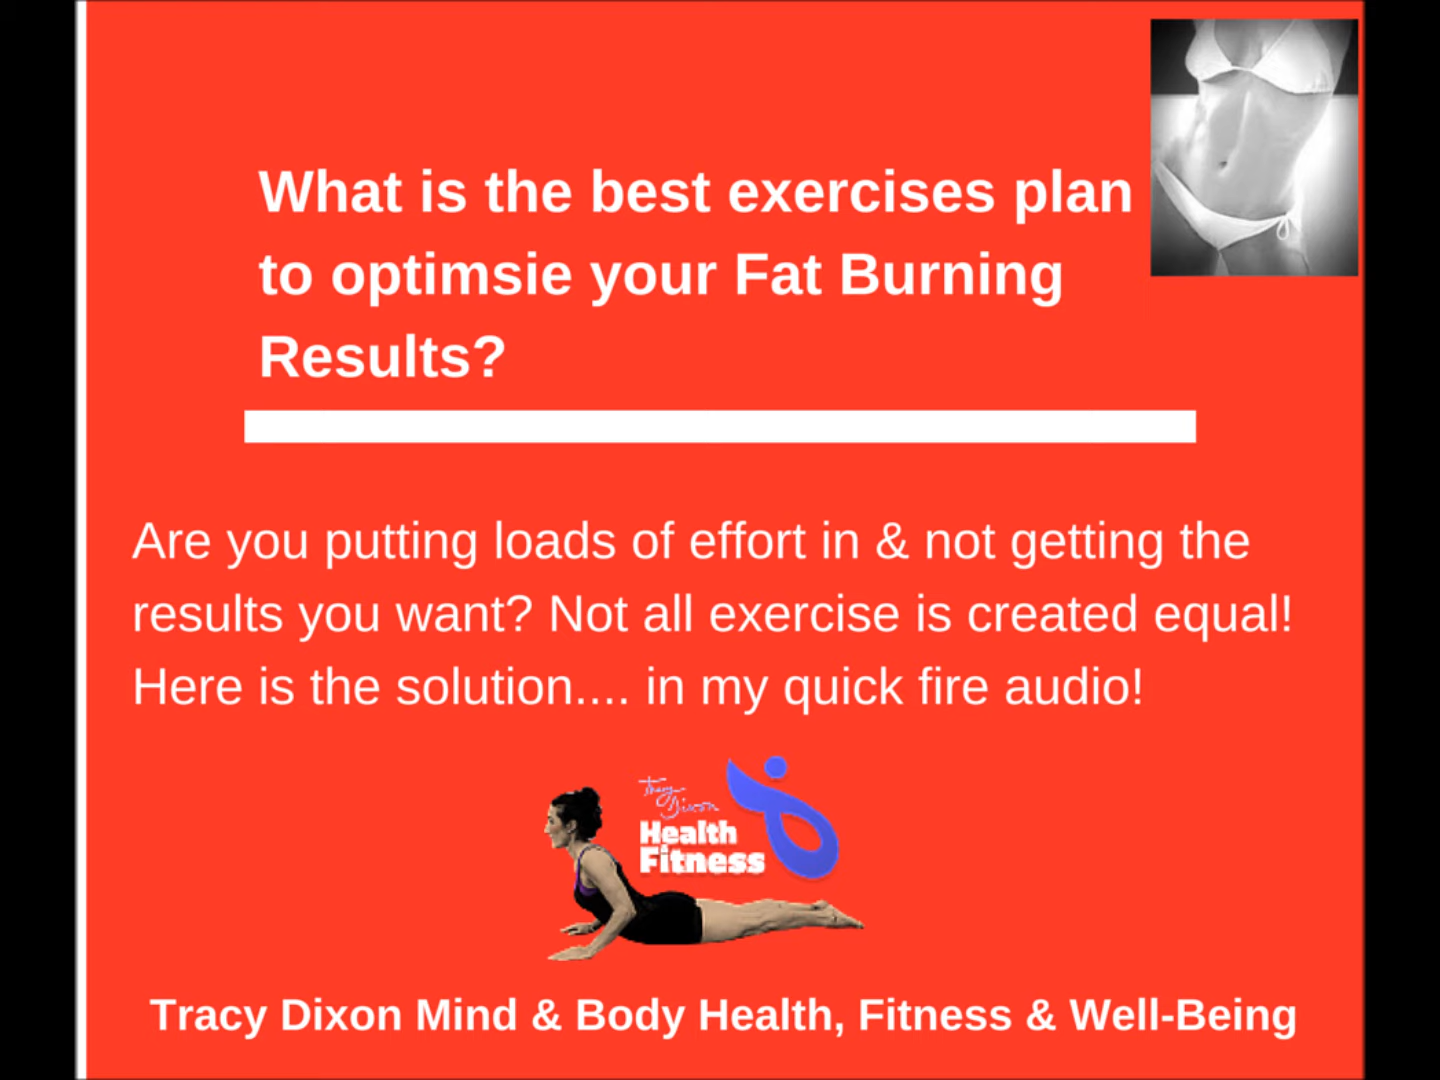 What is the best exercises plan
to optimsie your Fat Burning
Results?
Are you putting loads of effort in & not getting the
results you want? Not all exercise is created equal!
Here is the solution.... in my quick fire audio!
Tracy
Dixon
Health
Fitness
Tracy Dixon Mind & Body Health, Fitness & Well-Being